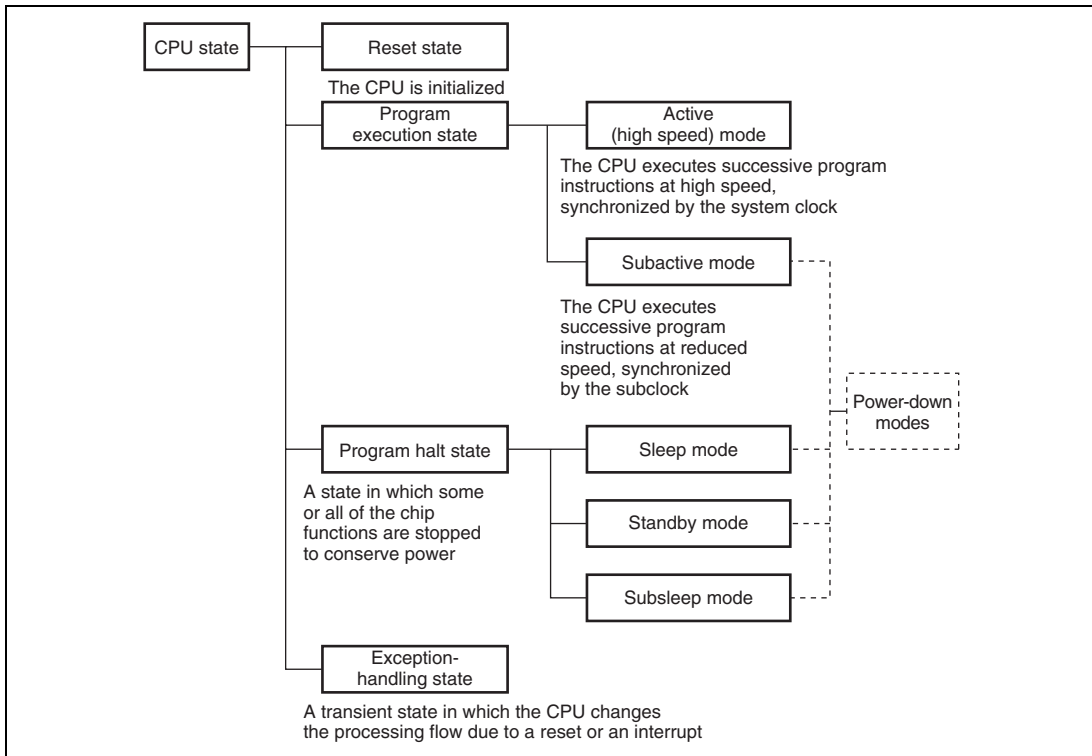 CPU state
Reset state
The CPU is initialized
Program
execution state
Active
(high speed) mode
The CPU executes successive program
instructions at high speed,
synchronized by the system clock
Subactive mode
The CPU executes
successive program
instructions at reduced
speed, synchronized
by the subclock
Power-down
modes
Program halt state
A state in which some
or all of the chip
functions are stopped
to conserve power
Sleep mode
Standby mode
Subsleep mode
Exception-
handling state
A transient state in which the CPU changes
the processing flow due to a reset or an interrupt